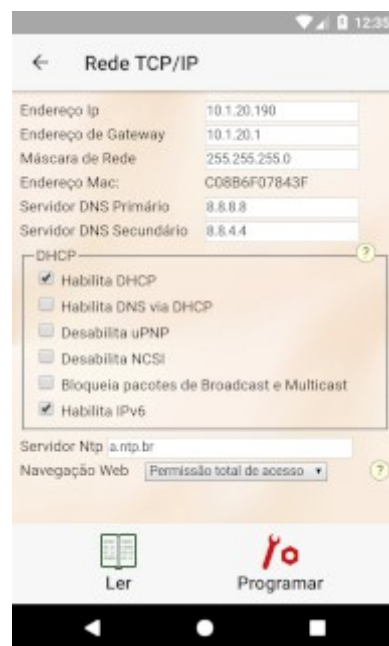 12:35
Rede TCP/IP
Endereço Ip 10.1.20.190
Endereço de Gateway 10.1.20.1
Máscara de Rede 255.255.255.0
Endereço Mac: C08B6F07843F
Servidor DNS Primário 8.8.8.8
Servidor DNS Secundário 8.8.4.4
DHCP ?
Habilita DHCP
Habilita DNS via DHCP
Desabilita uPNP
Desabilita NCSI
Bloqueia pacotes de Broadcast e Multicast
Habilita IPv6
Servidor Ntp a.ntp.br
Navegação Web Permissão total de acesso ?
Ler Programar